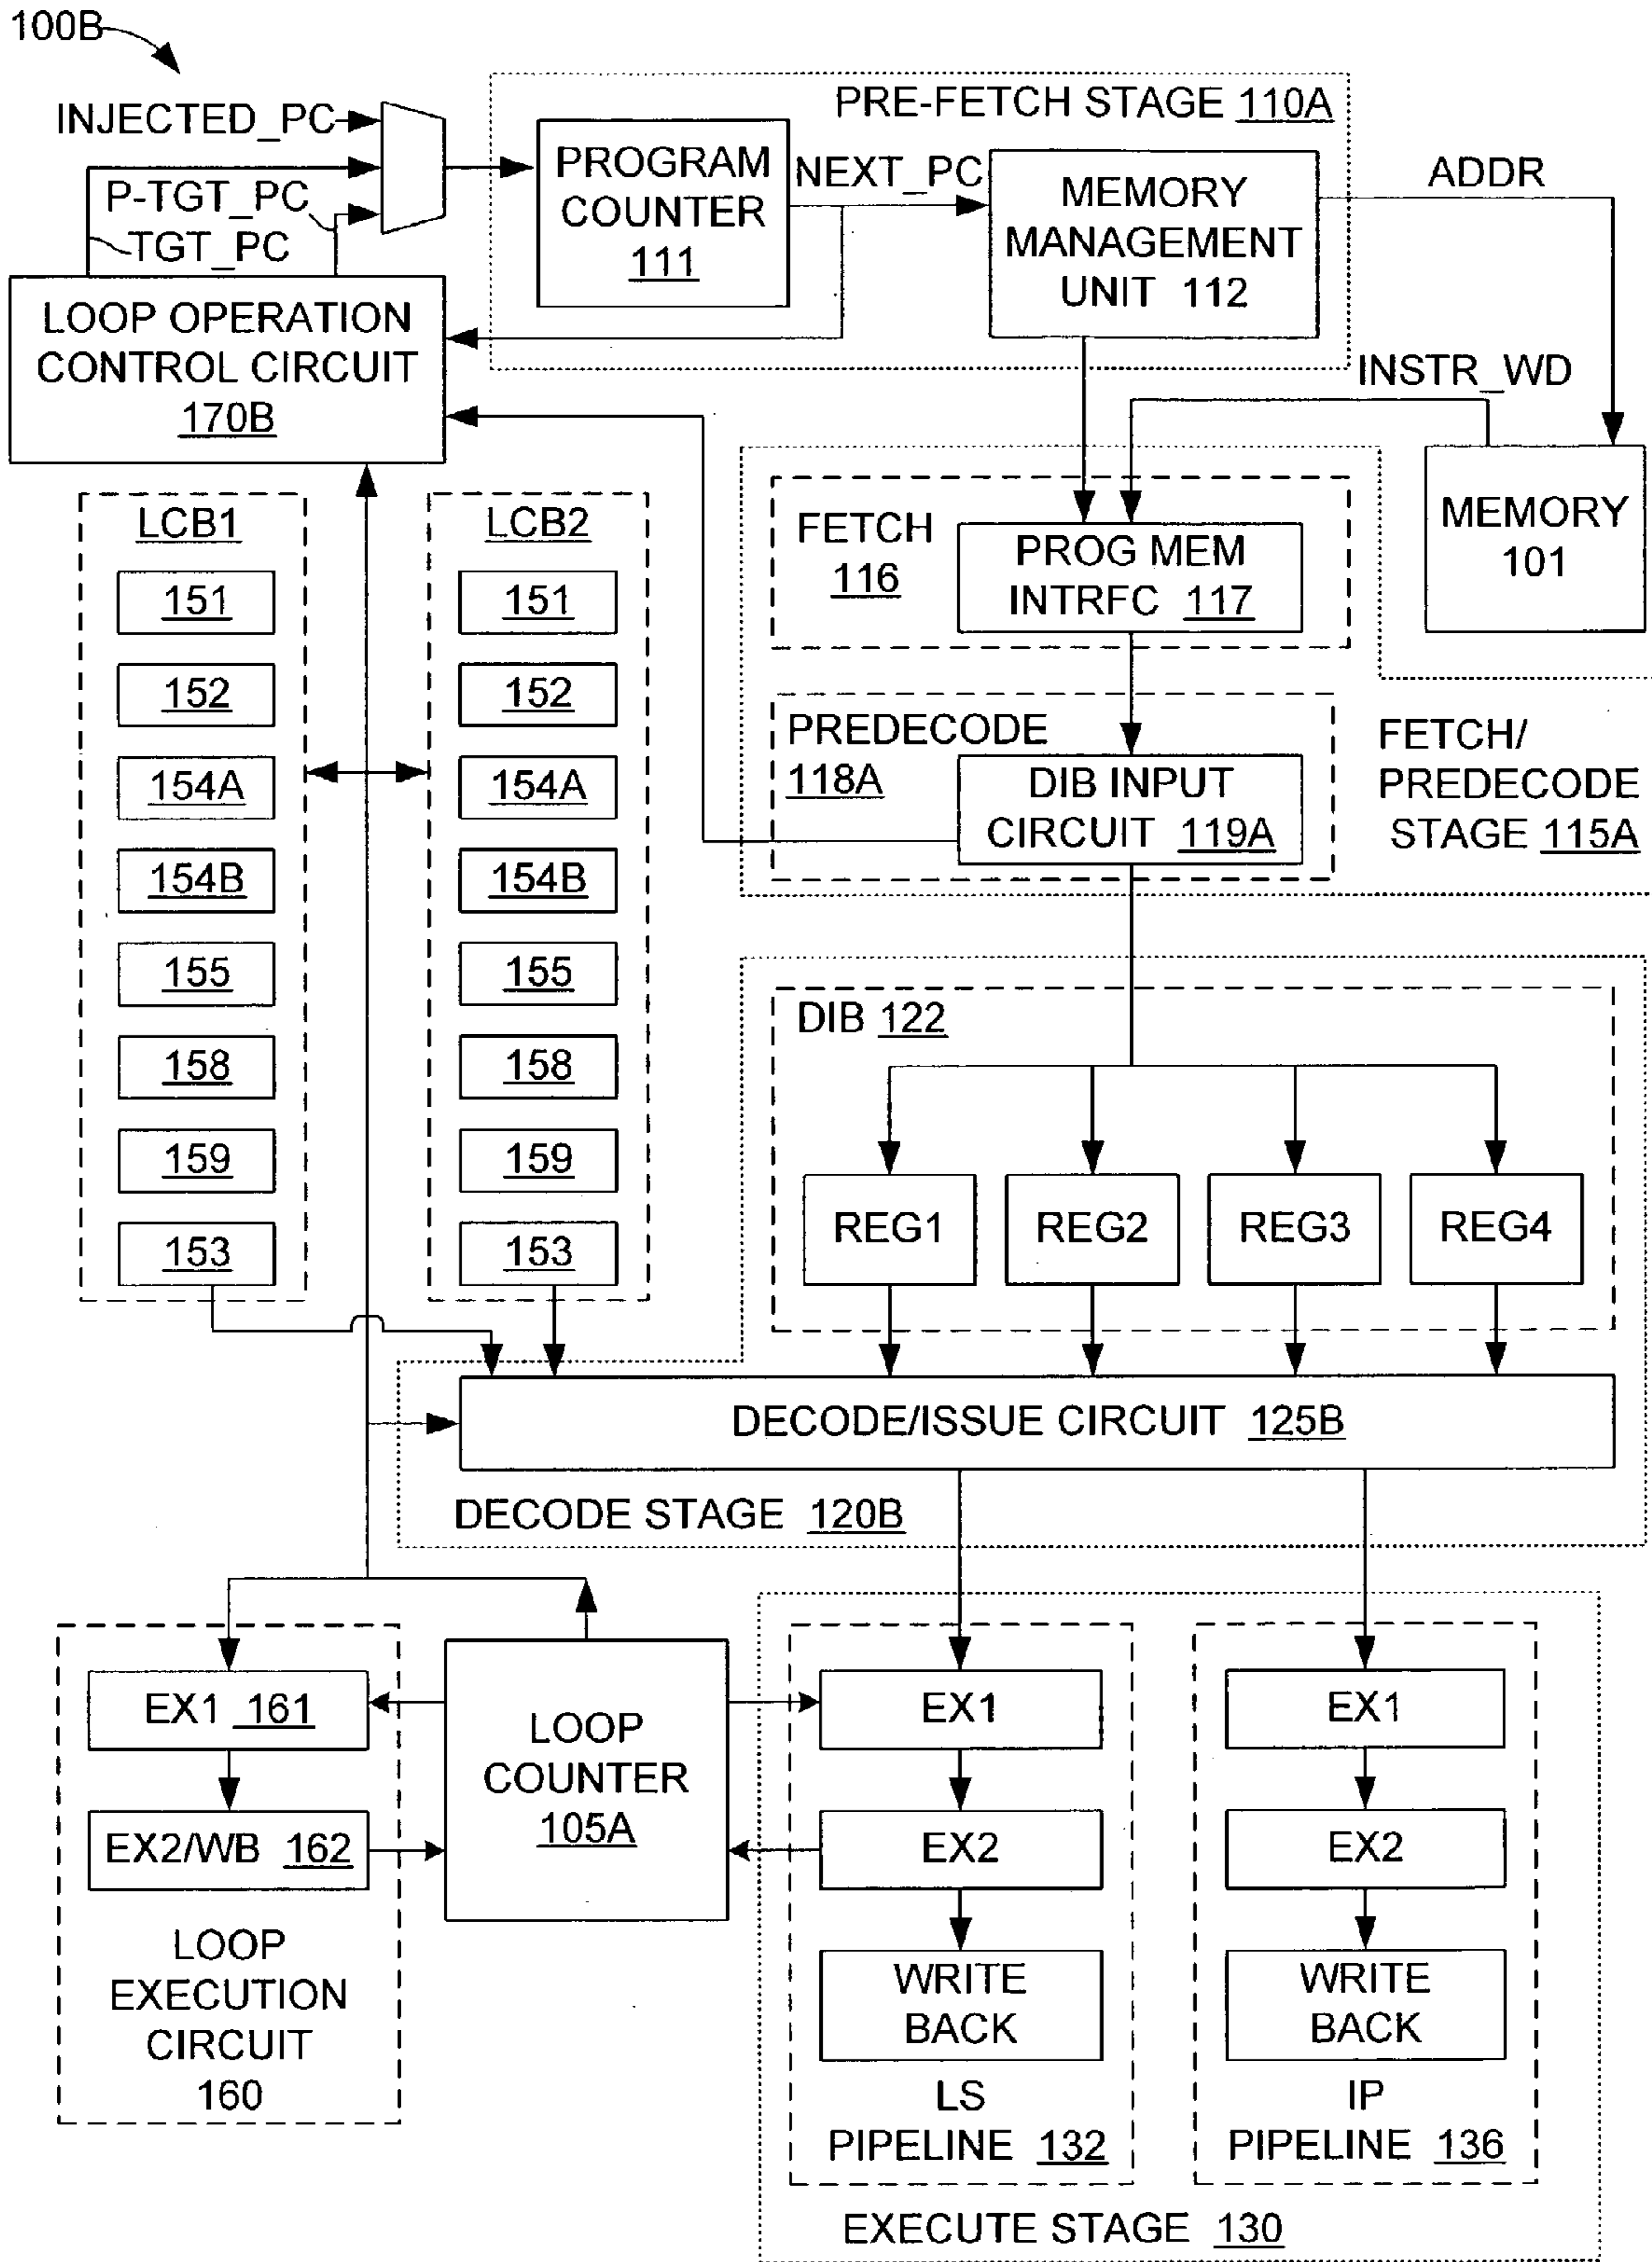 100B
INJECTED_PC
P-TGT_PC
TGT_PC
PRE-FETCH STAGE 110A
PROGRAM
COUNTER
111
NEXT_PC
MEMORY
MANAGEMENT
UNIT 112
ADDR
LOOP OPERATION
CONTROL CIRCUIT
170B
INSTR_WD
MEMORY
101
FETCH
116
PROG MEM
INTRFC 117
PREDECODE
118A
DIB INPUT
CIRCUIT 119A
FETCH/
PREDECODE
STAGE 115A
LCB1
151
152
154A
154B
155
158
159
153
LCB2
151
152
154A
154B
155
158
159
153
DIB 122
REG1
REG2
REG3
REG4
DECODE/ISSUE CIRCUIT 125B
DECODE STAGE 120B
EX1 161
EX2/WB 162
LOOP
EXECUTION
CIRCUIT
160
LOOP
COUNTER
105A
EX1
EX2
WRITE
BACK
LS
PIPELINE 132
EX1
EX2
WRITE
BACK
IP
PIPELINE 136
EXECUTE STAGE 130